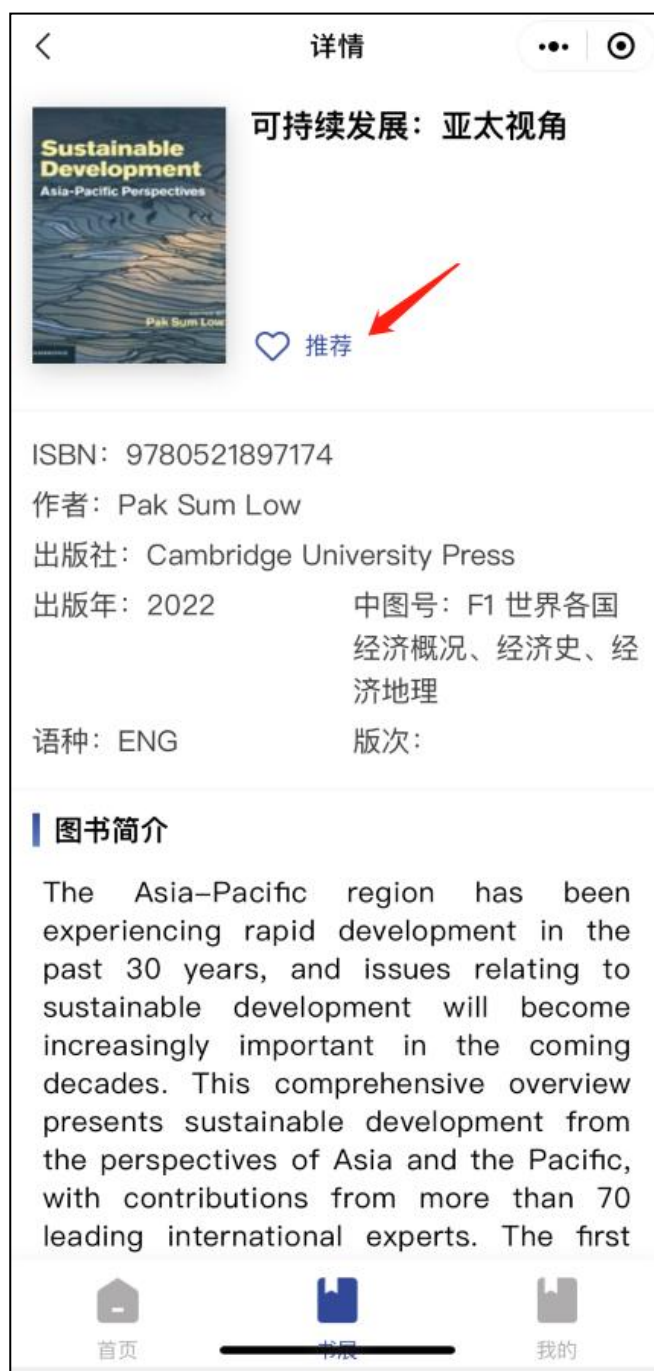 详情
Sustainable
Development
Asia-Pacific Perspectives
Pak Sum Low
可持续发展：亚太视角
推荐
ISBN：9780521897174
作者：Pak Sum Low
出版社：Cambridge University Press
出版年：2022
中图号：F1 世界各国
经济概况、经济史、经
济地理
语种：ENG
版次：
图书简介
The Asia–Pacific region has been
experiencing rapid development in the
past 30 years, and issues relating to
sustainable development will become
increasingly important in the coming
decades. This comprehensive overview
presents sustainable development from
the perspectives of Asia and the Pacific,
with contributions from more than 70
leading international experts. The first
首页
书展
我的